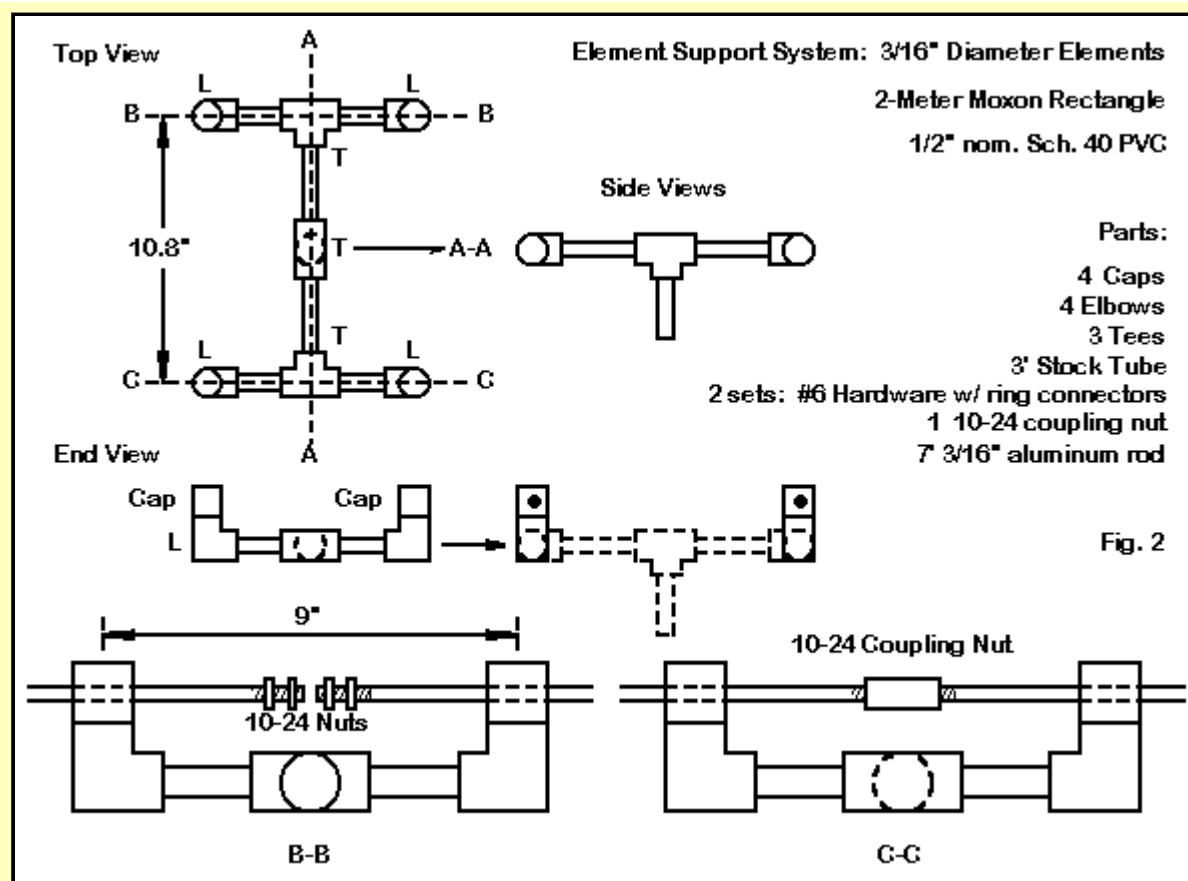 Top View
A
Element Support System: 3/16" Diameter Elements
2-Meter Moxon Rectangle
1/2" nom. Sch. 40 PVC
L
L
B
B
T
Side Views
10.8"
T
A-A
T
L
L
C
C
A
Parts:
4 Caps
4 Elbows
3 Tees
3' Stock Tube
2 sets: #6 Hardware w/ ring connectors
1 10-24 coupling nut
7' 3/16" aluminum rod
End View
Cap
Cap
L
Fig. 2
9"
10-24 Nuts
B-B
10-24 Coupling Nut
C-C